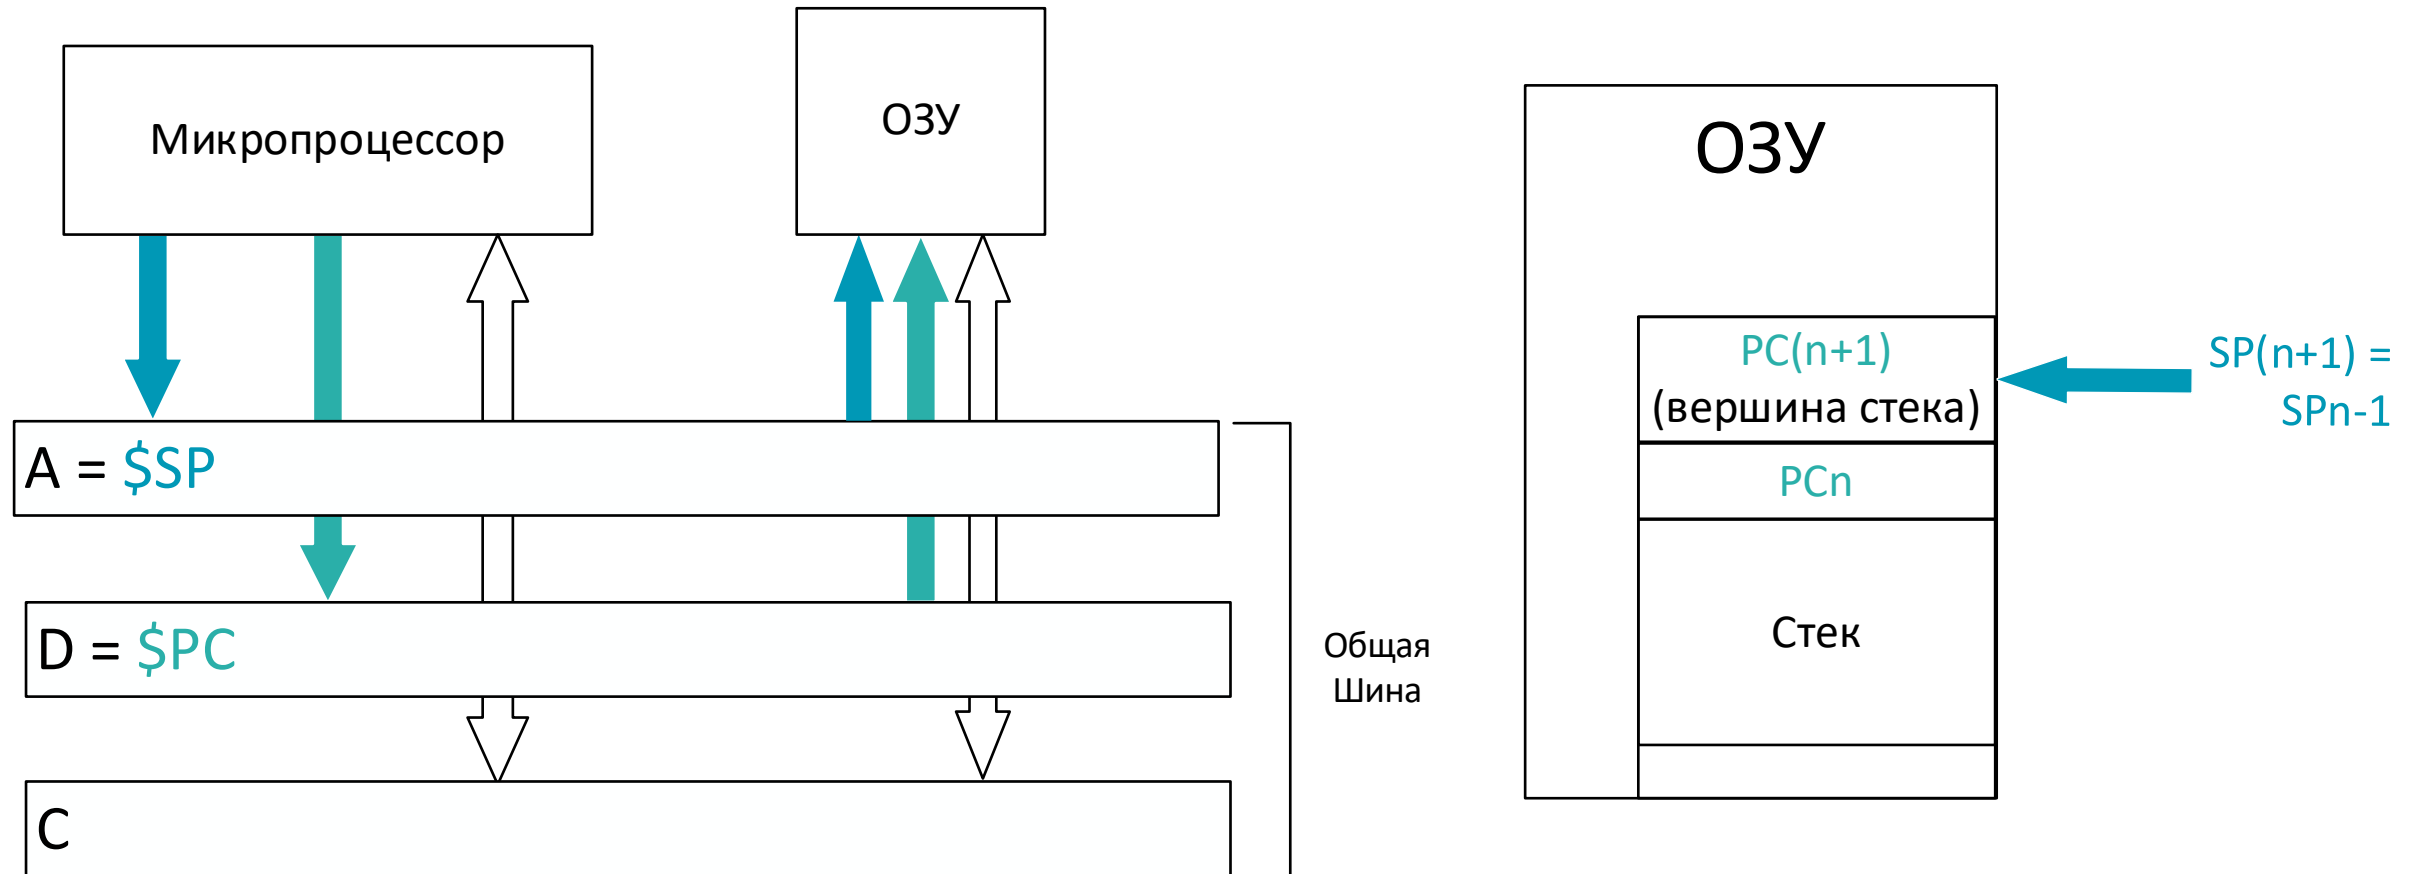 Микропроцессор
ОЗУ
A = $SP
D = $PC
C
Общая
Шина
ОЗУ
PC(n+1)
(вершина стека)
PCn
Стек
SP(n+1) =
SPn-1